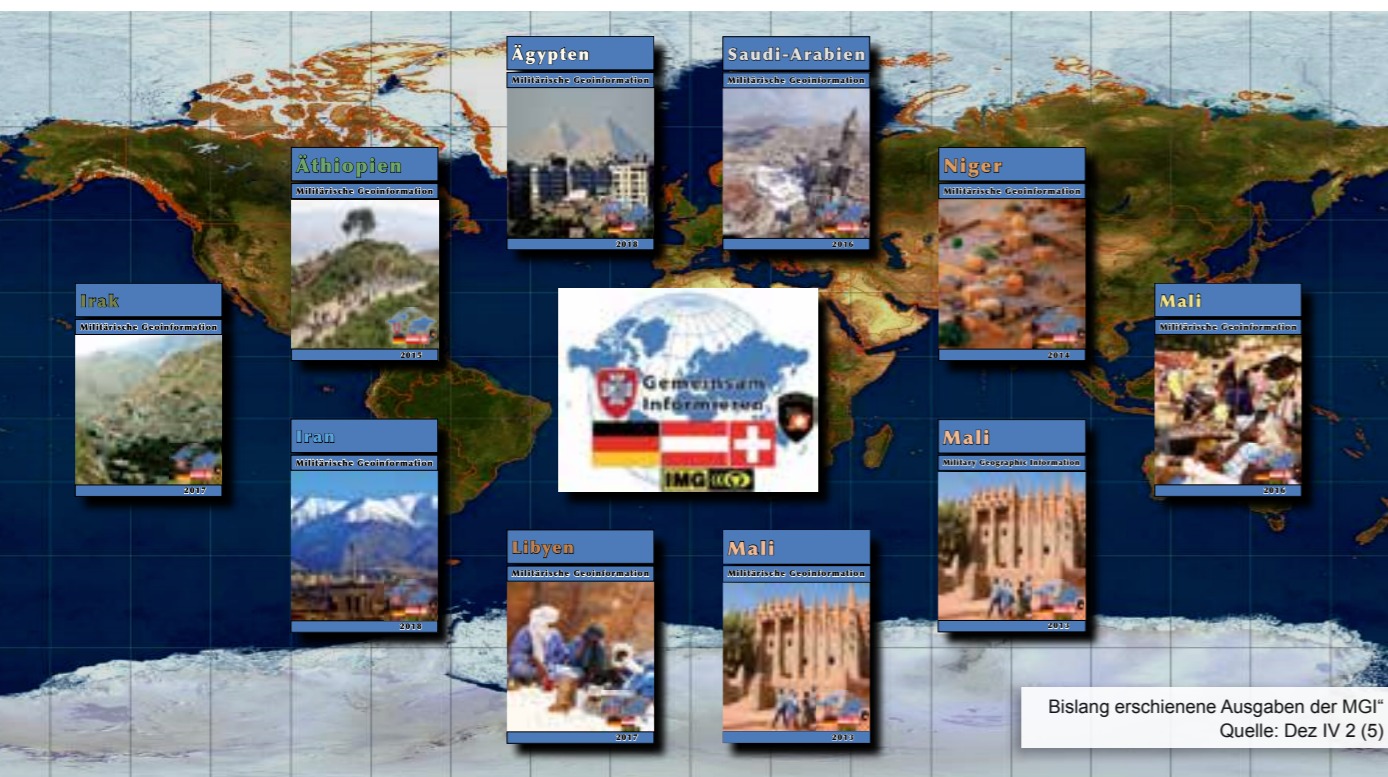 Ägypten
Militärische Geoinformation
2018
Saudi-Arabien
Militärische Geoinformation
2016
Äthiopien
Militärische Geoinformation
2015
Niger
Militärische Geoinformation
2014
Irak
Militärische Geoinformation
2017
Gemeinsam
Informieren
IMG
Mali
Militärische Geoinformation
2016
Iran
Militärische Geoinformation
2018
Mali
Military Geographic Information
2013
Libyen
Militärische Geoinformation
2017
Mali
Militärische Geoinformation
2013
Bislang erschienene Ausgaben der MGI“
Quelle: Dez IV 2 (5)